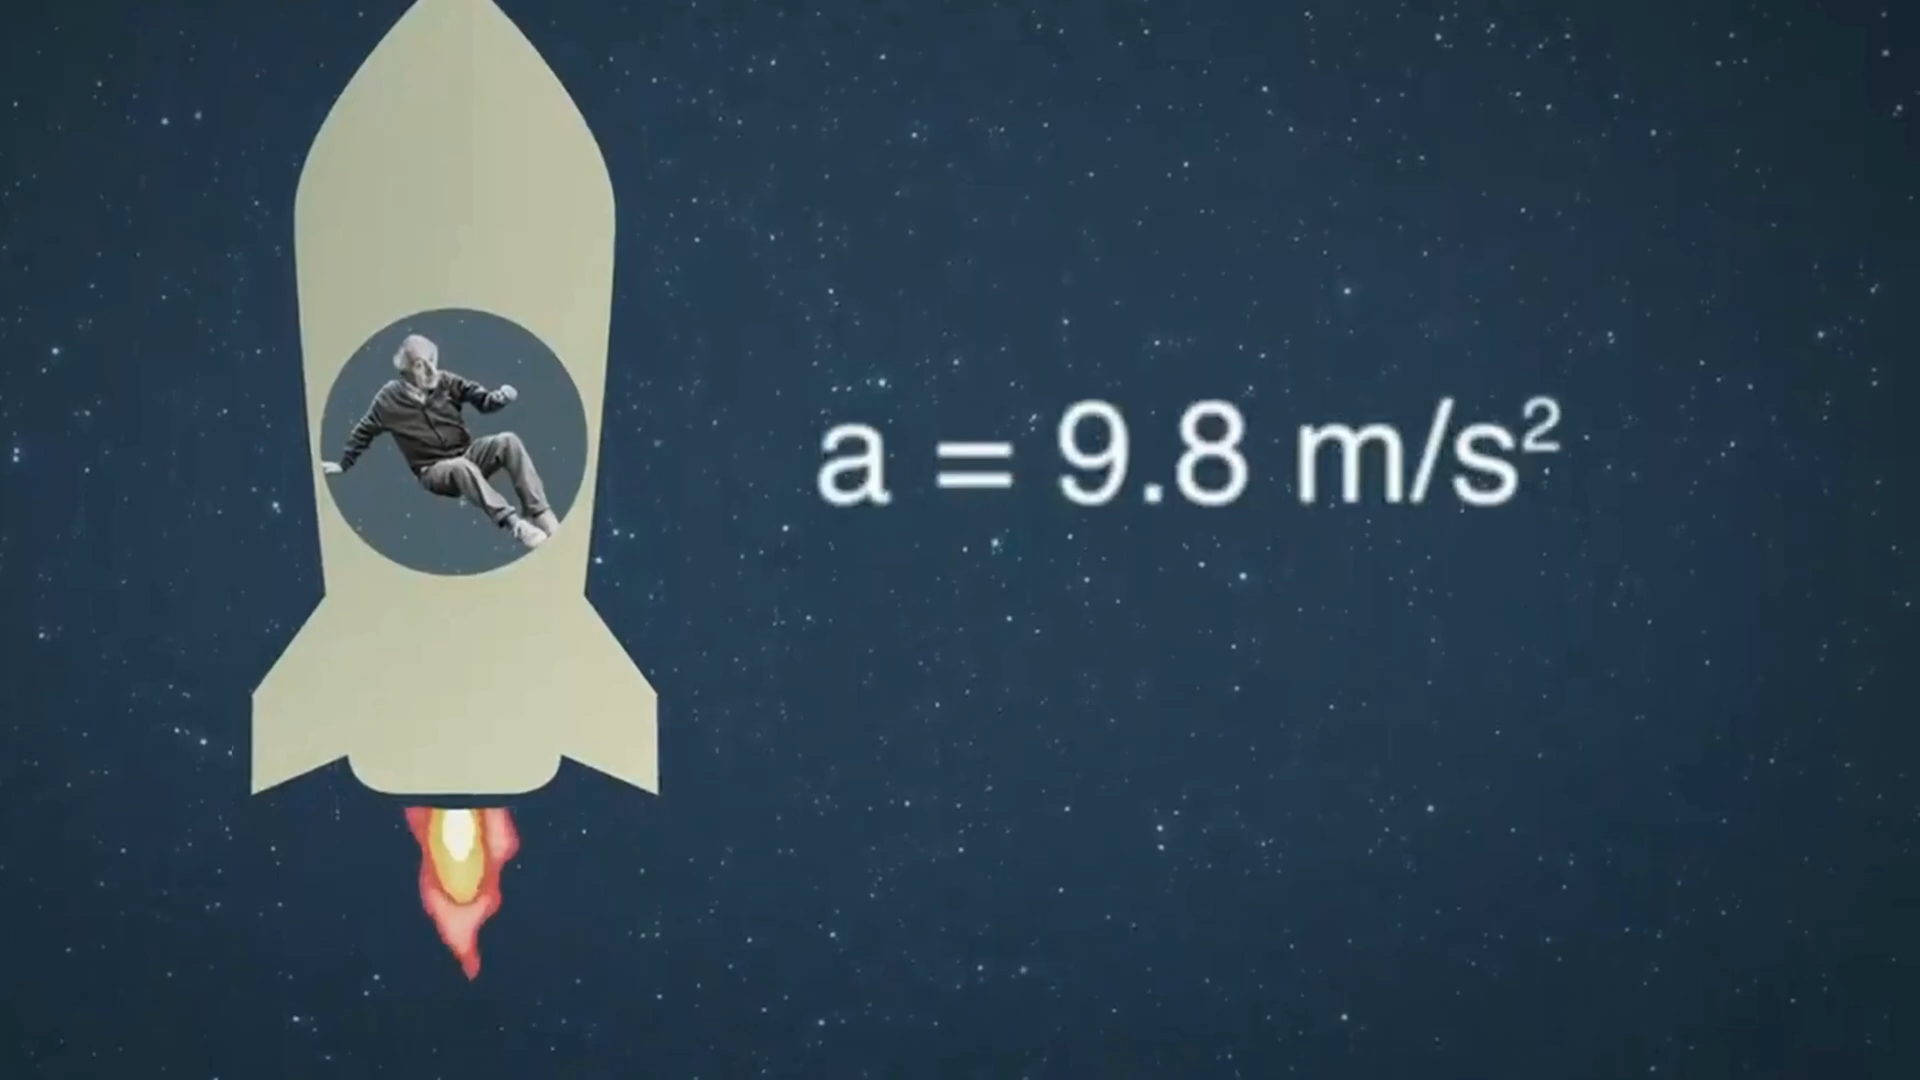 a = 9.8 m/s²